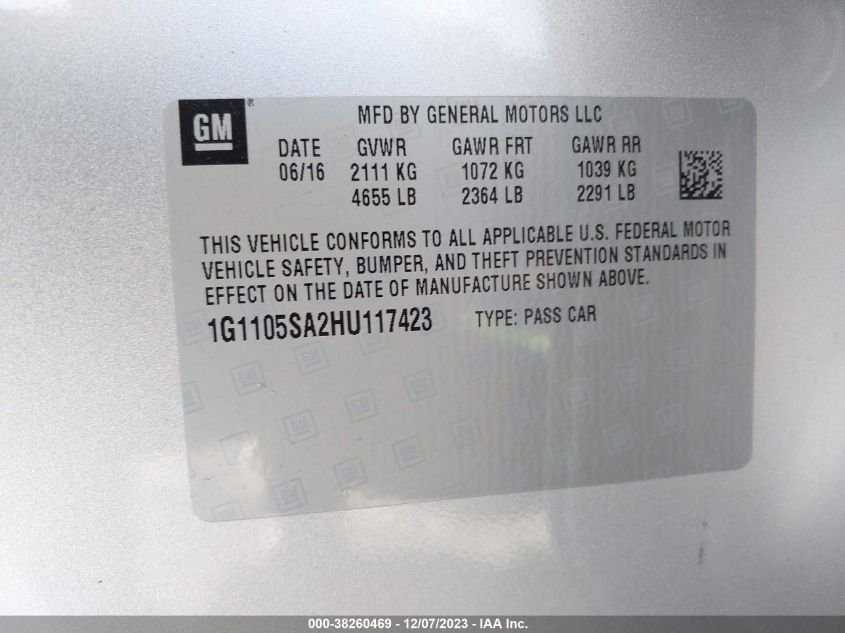 GM®
MFD BY GENERAL MOTORS LLC
DATE GVWR GAWR FRT GAWR RR
06/16 2111 KG 1072 KG 1039 KG
4655 LB 2364 LB 2291 LB
THIS VEHICLE CONFORMS TO ALL APPLICABLE U.S. FEDERAL MOTOR
VEHICLE SAFETY, BUMPER, AND THEFT PREVENTION STANDARDS IN
EFFECT ON THE DATE OF MANUFACTURE SHOWN ABOVE.
1G1105SA2HU117423 TYPE: PASS CAR
000-38260469 - 12/07/2023 - IAA Inc.